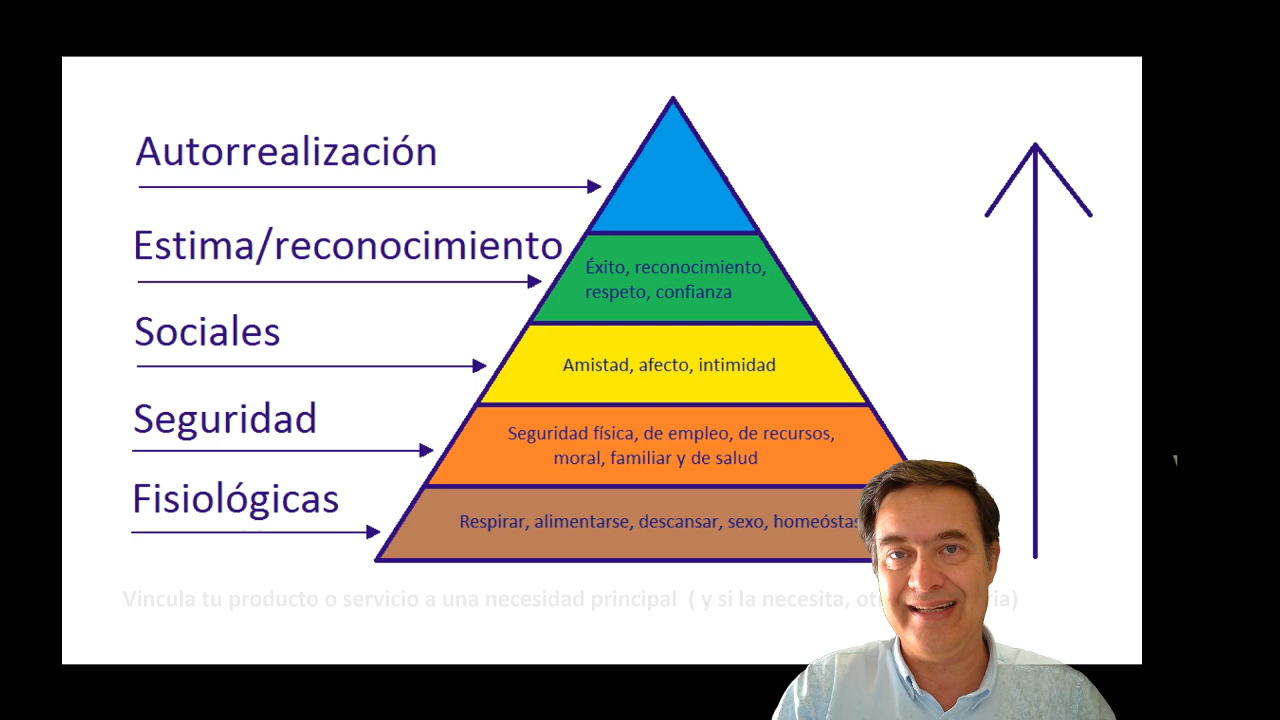 Autorrealización
Estima/reconocimiento
Éxito, reconocimiento,
respeto, confianza
Sociales
Amistad, afecto, intimidad
Seguridad
Seguridad física, de empleo, de recursos,
moral, familiar y de salud
Fisiológicas
Respirar, alimentarse, descansar, sexo,
Vincula tu producto o servicio a una necesidad principal ( y si la necesita,